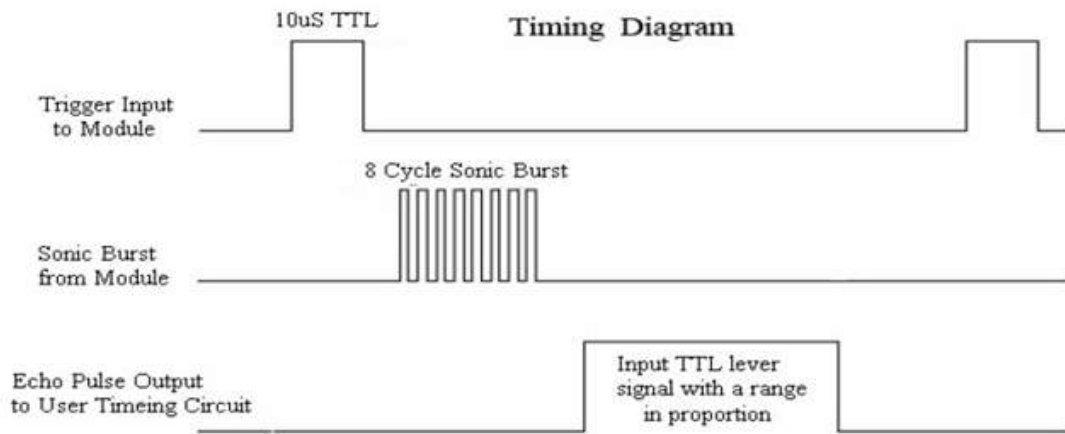 10uS TTL
Timing Diagram
Trigger Input
to Module
8 Cycle Sonic Burst
Sonic Burst
from Module
Echo Pulse Output
to User Timeing Circuit
Input TTL lever
signal with a range
in proportion